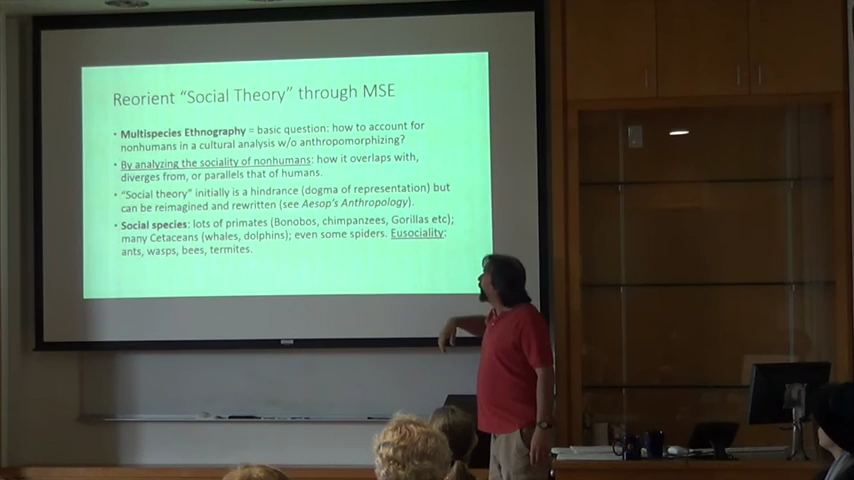 Reorient “Social Theory” through MSE
• Multispecies Ethnography = basic question: how to account for
nonhumans in a cultural analysis w/o anthropomorphizing?
• By analyzing the sociality of nonhumans: how it overlaps with,
diverges from, or parallels that of humans.
• “Social theory” initially is a hindrance (dogma of representation) but
can be reimagined and rewritten (see Aesop’s Anthropology).
• Social species: lots of primates (Bonobos, chimpanzees, Gorillas etc);
many Cetaceans (whales, dolphins); even some spiders. Eusociality:
ants, wasps, bees, termites.